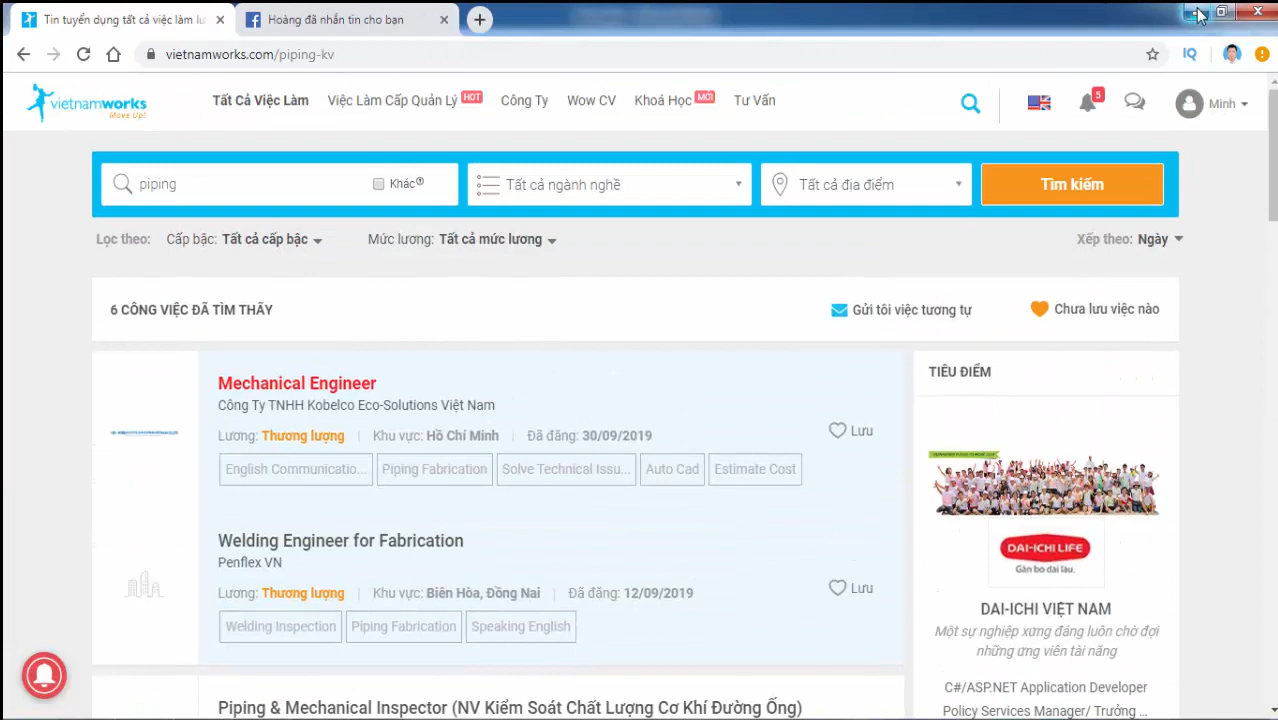 Tin tuyển dụng tất cả việc làm lư
Hoàng đã nhắn tin cho bạn
vietnamworks.com/piping-kv
IQ
vietnamworks
Move Up!
Tất Cả Việc Làm
Việc Làm Cấp Quản Lý HOT
Công Ty
Wow CV
Khoá Học MỚI
Tư Vấn
5
Minh
piping
Khác
Tất cả ngành nghề
Tất cả địa điểm
Tìm kiếm
Lọc theo: Cấp bậc: Tất cả cấp bậc
Mức lương: Tất cả mức lương
Xếp theo: Ngày
6 CÔNG VIỆC ĐÃ TÌM THẤY
Gửi tôi việc tương tự
Chưa lưu việc nào
Mechanical Engineer
Công Ty TNHH Kobelco Eco-Solutions Việt Nam
Lương: Thương lượng | Khu vực: Hồ Chí Minh | Đã đăng: 30/09/2019
Lưu
English Communicatio... Piping Fabrication Solve Technical Issu... Auto Cad Estimate Cost
Welding Engineer for Fabrication
Penflex VN
Lương: Thương lượng | Khu vực: Biên Hòa, Đồng Nai | Đã đăng: 12/09/2019
Lưu
Welding Inspection Piping Fabrication Speaking English
Piping & Mechanical Inspector (NV Kiểm Soát Chất Lượng Cơ Khí Đường Ống)
TIÊU ĐIỂM
DAI-ICHI LIFE
Gắn bó dài lâu.
DAI-ICHI VIỆT NAM
Một sự nghiệp xứng đáng luôn chờ đợi
những ứng viên tài năng
C#/ASP.NET Application Developer
Policy Services Manager/ Trưởng ...